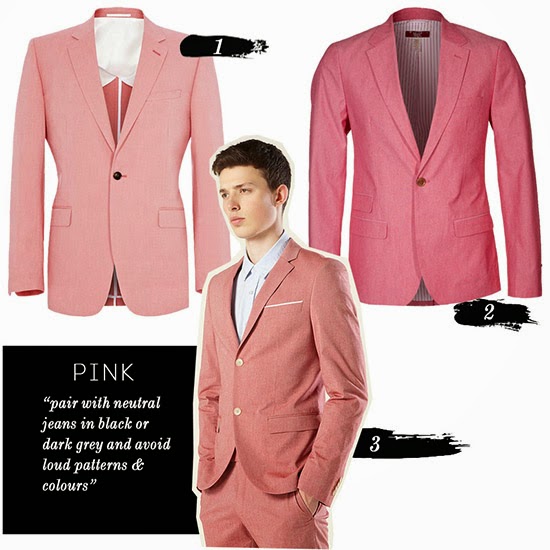 1
2
PINK
“pair with neutral
jeans in black or
dark grey and avoid
loud patterns &
colours”
3